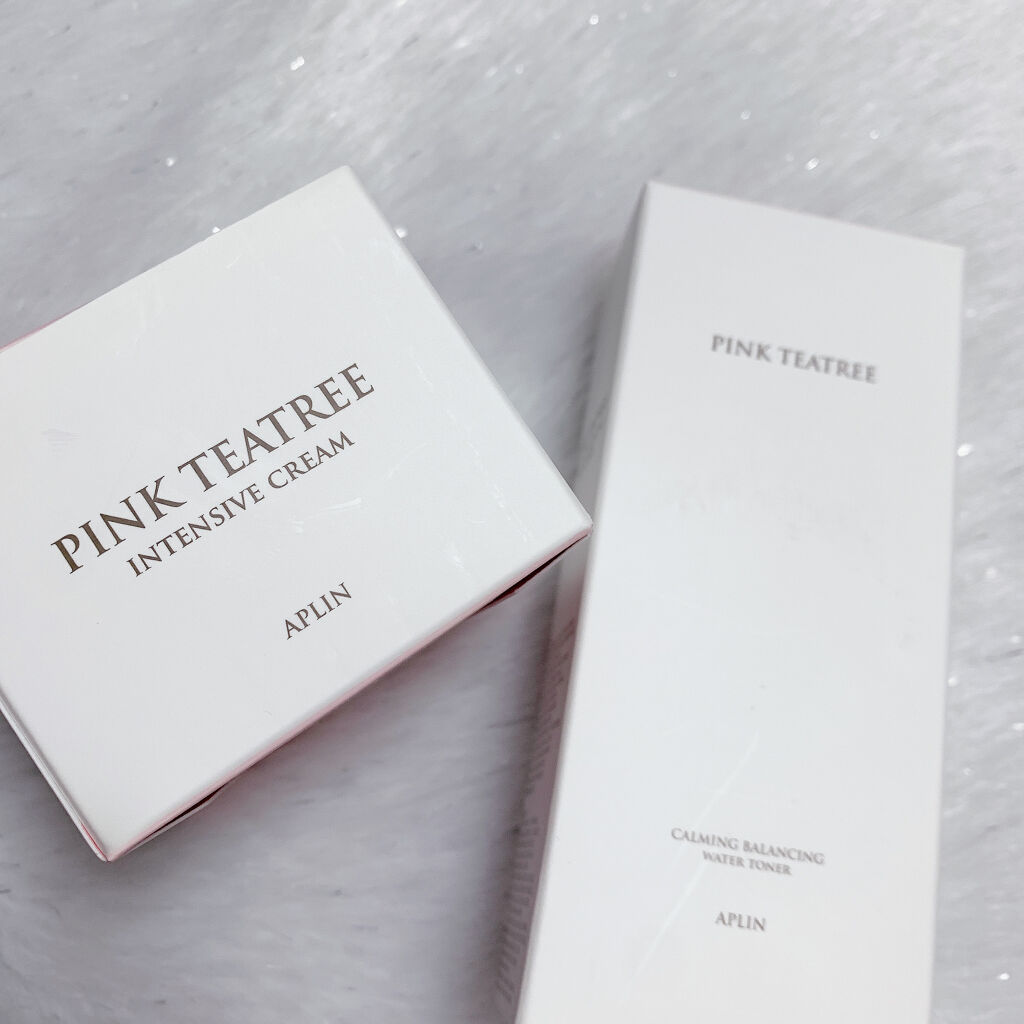 PINK TEATREE
INTENSIVE CREAM
APLIN
PINK TEATREE
CALMING BALANCING
WATER TONER
APLIN